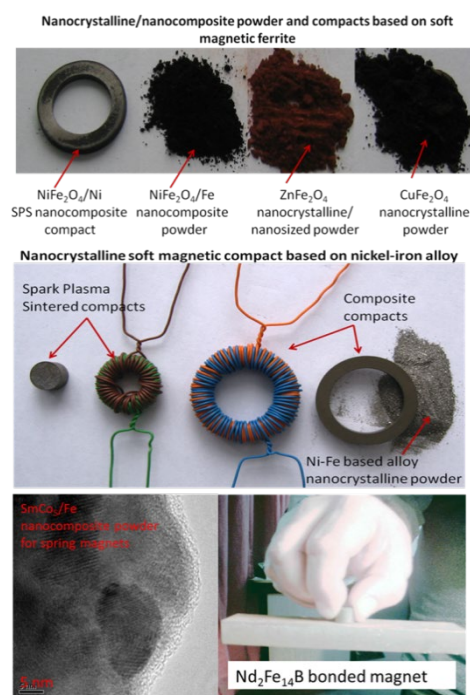 Nanocrystalline/nanocomposite powder and compacts based on soft
magnetic ferrite
NiFe₂O₄/Ni
SPS nanocomposite
compact
NiFe₂O₄/Fe
nanocomposite
powder
ZnFe₂O₄
nanocrystalline/
nanosized powder
CuFe₂O₄
nanocrystalline
powder
Nanocrystalline soft magnetic compact based on nickel-iron alloy
Spark Plasma
Sintered compacts
Composite
compacts
Ni-Fe based alloy
nanocrystalline powder
SmCo₅/Fe
nanocomposite powder
for spring magnets
5 nm
Nd₂Fe₁₄B bonded magnet